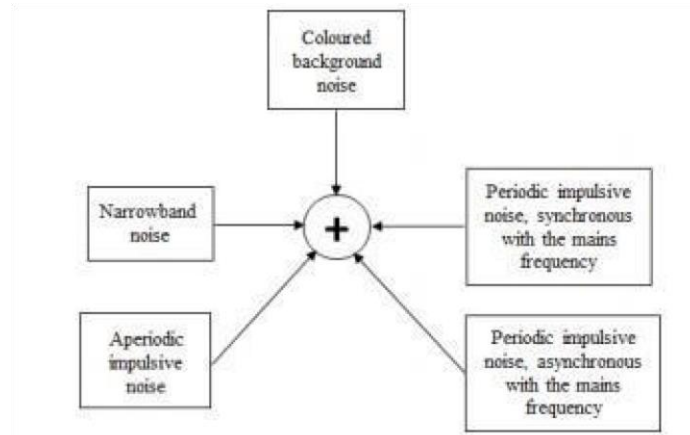 Coloured
background
noise
Narrowband
noise
+
Periodic impulsive
noise, synchronous
with the mains
frequency
Aperiodic
impulsive
noise
Periodic impulsive
noise, asynchronous
with the mains
frequency